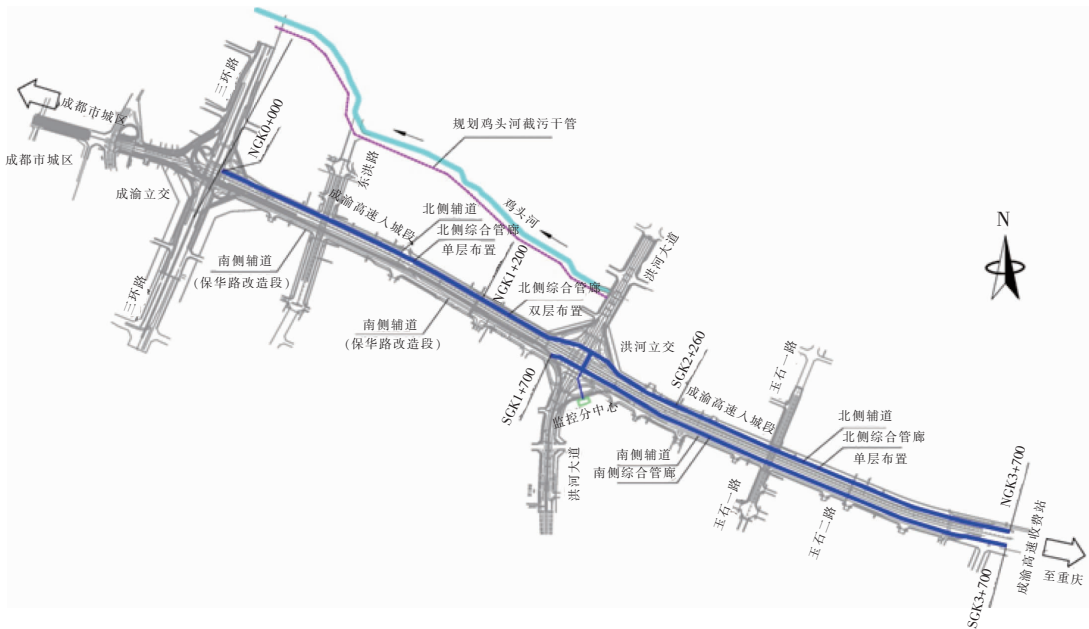 三环路
成都市城区
成都市城区
NGK0+000
规划鸡头河截污干管
东洪路
成渝立交
成渝高速人城段
北侧辅道
北侧综合管廊
单层布置
鸡头河
N
南侧辅道
(保华路改造段)
NGK1+200
洪河大道
三环路
北侧综合管廊
双层布置
南侧辅道
(保华路改造段)
洪河立交
SGK2+260
玉石一路
SGK1+700
成渝高速人城段
监控分中心
北侧辅道
北侧综合管廊
单层布置
南侧辅道
南侧综合管廊
洪河大道
玉石一路
玉石二路
NGK3+700
成渝高速收费站
至重庆
SGK3+700